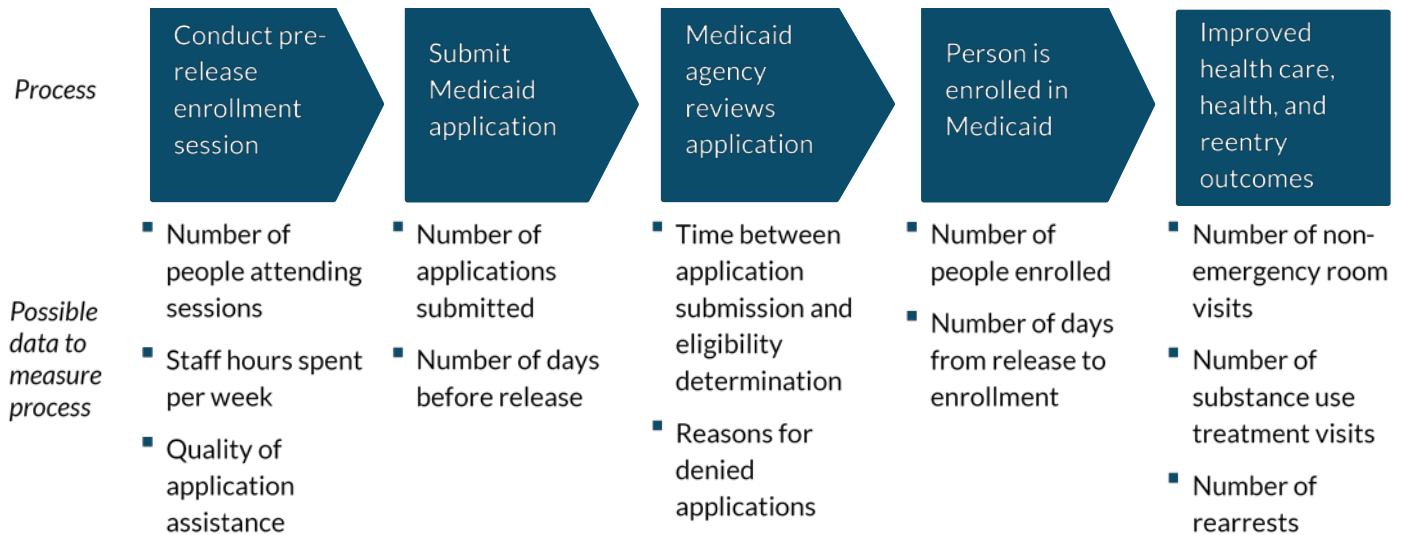 Process
Conduct pre-
release
enrollment
session
Submit
Medicaid
application
Medicaid
agency
reviews
application
Person is
enrolled in
Medicaid
Improved
health care,
health, and
reentry
outcomes
Possible
data to
measure
process
Number of
people attending
sessions
Staff hours spent
per week
Quality of
application
assistance
Number of
applications
submitted
Number of days
before release
Time between
application
submission and
eligibility
determination
Reasons for
denied
applications
Number of
people enrolled
Number of days
from release to
enrollment
Number of non-
emergency room
visits
Number of
substance use
treatment visits
Number of
rearrests